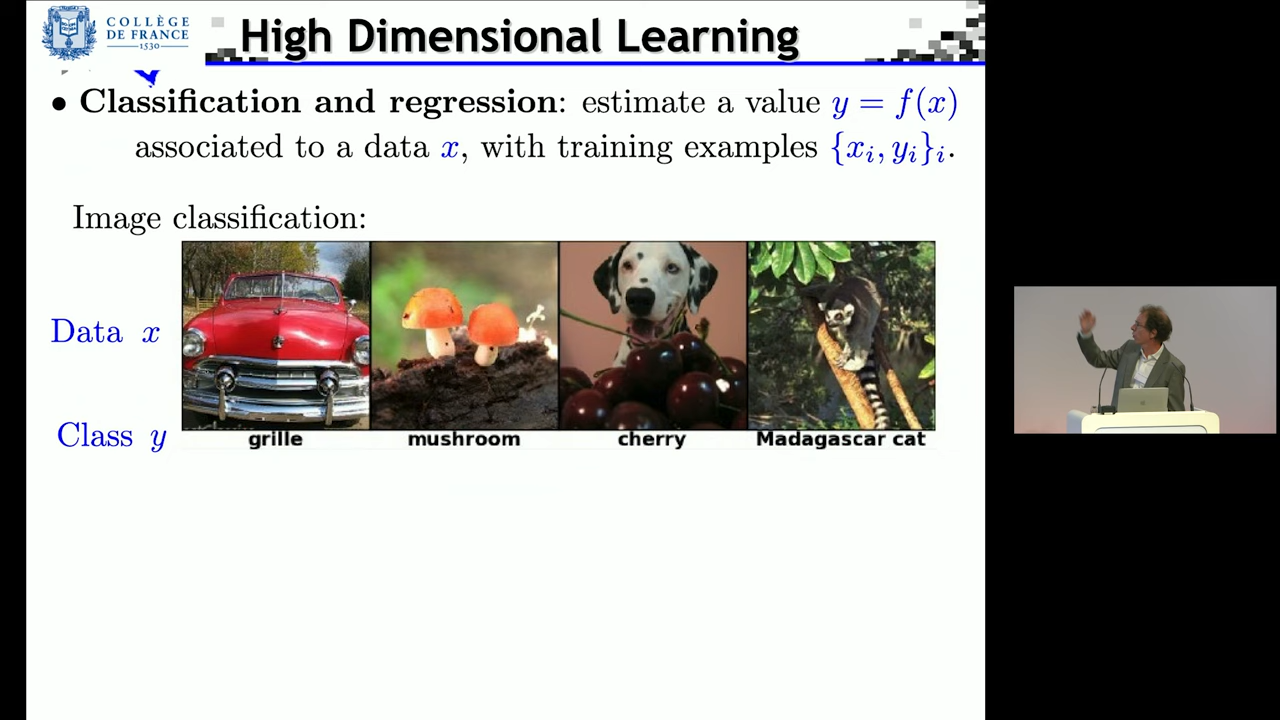 COLLÈGE
DE FRANCE
1530
High Dimensional Learning
• Classification and regression: estimate a value y = f(x)
associated to a data x, with training examples {xᵢ, yᵢ}ᵢ.
Image classification:
Data x
Class y
grille
mushroom
cherry
Madagascar cat